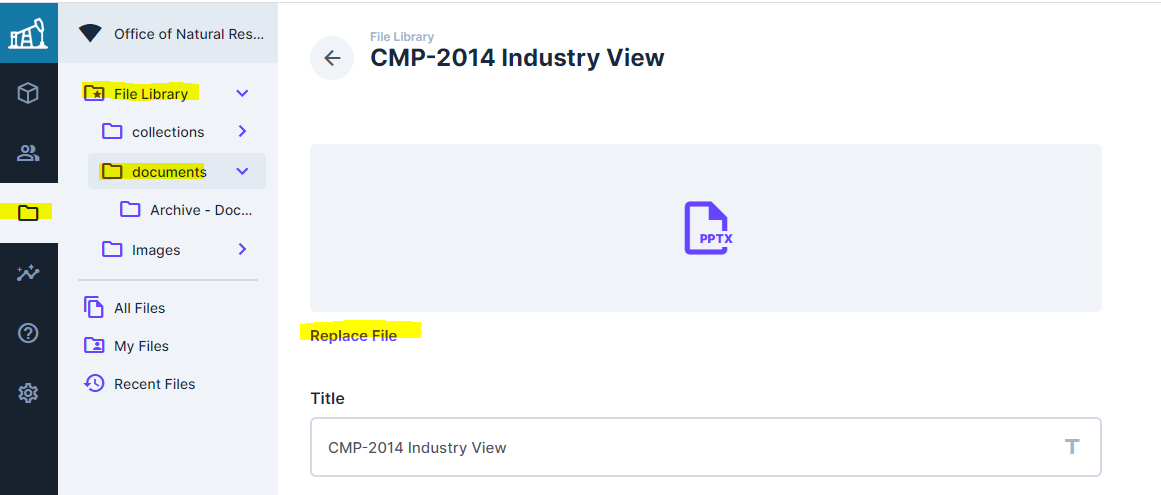 Office of Natural Res...
File Library
collections
documents
Archive - Doc...
Images
All Files
My Files
Recent Files
File Library
CMP-2014 Industry View
PPTX
Replace File
Title
CMP-2014 Industry View